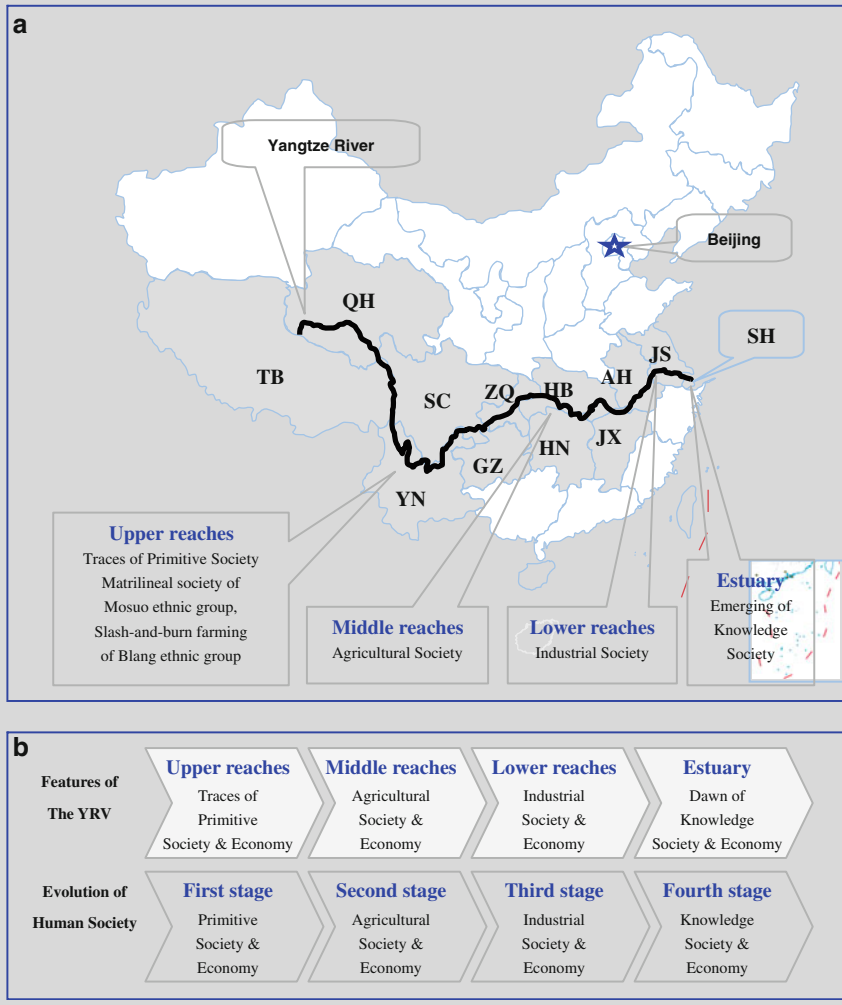 a
Yangtze River
Beijing
QH
SH
JS
TB
AH
ZQ
HB
SC
JX
HN
GZ
YN
Upper reaches
Traces of Primitive Society
Matrilineal society of
Mosuo ethnic group,
Slash-and-burn farming
of Blang ethnic group
Middle reaches
Agricultural Society
Lower reaches
Industrial Society
Estuary
Emerging of
Knowledge
Society
b
Features of
The YRV
Upper reaches
Traces of
Primitive
Society & Economy
Middle reaches
Agricultural
Society &
Economy
Lower reaches
Industrial
Society &
Economy
Estuary
Dawn of
Knowledge
Society & Economy
Evolution of
Human Society
First stage
Primitive
Society &
Economy
Second stage
Agricultural
Society &
Economy
Third stage
Industrial
Society &
Economy
Fourth stage
Knowledge
Society &
Economy